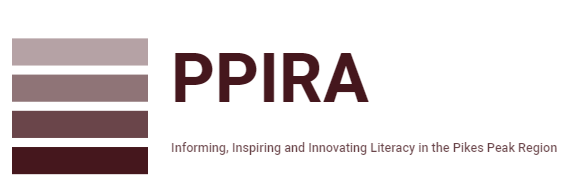 PPIRA
Informing, Inspiring and Innovating Literacy in the Pikes Peak Region